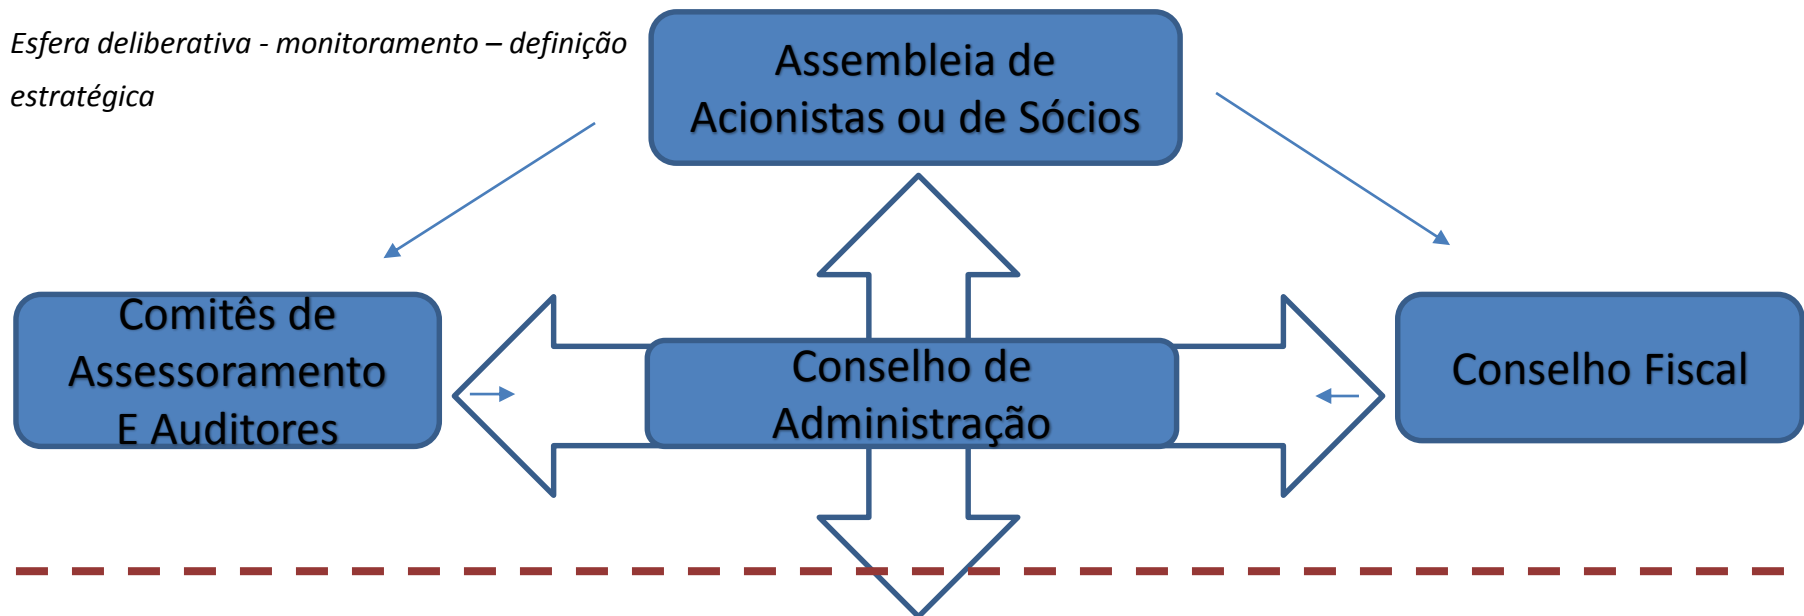 Esfera deliberativa - monitoramento – definição
estratégica
Assembleia de
Acionistas ou de Sócios
Comitês de
Assessoramento
E Auditores
Conselho de
Administração
Conselho Fiscal